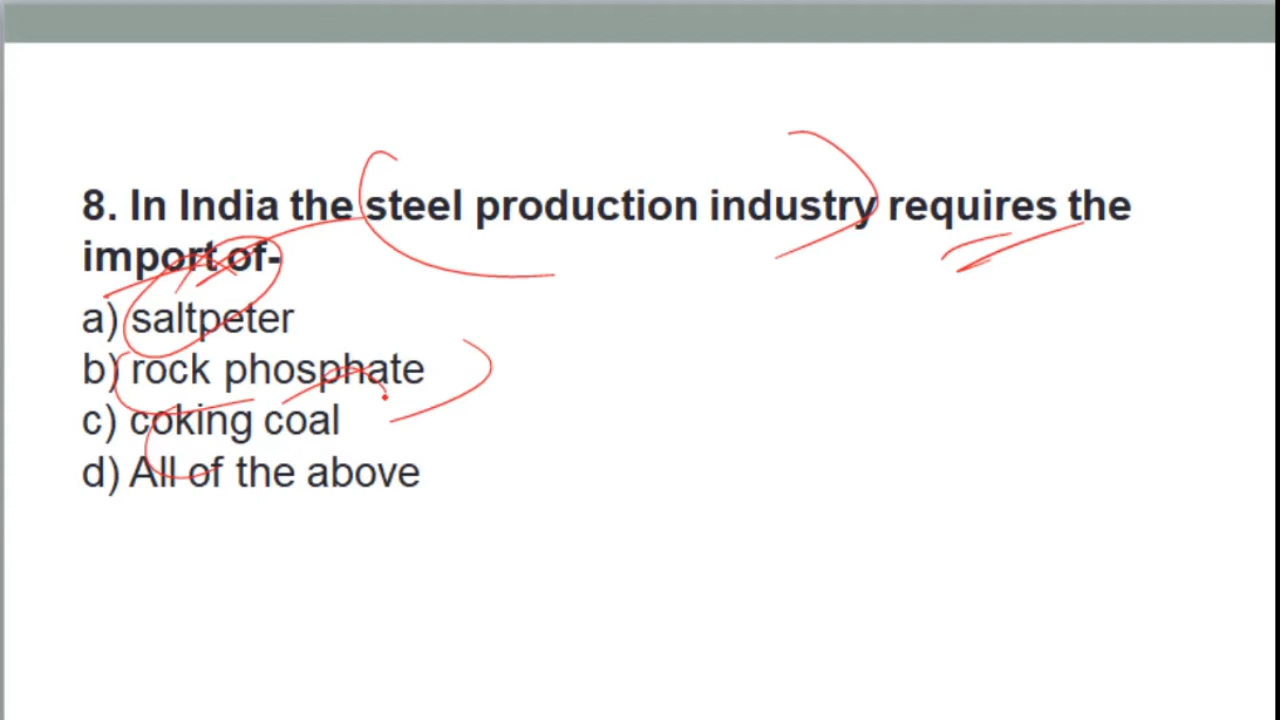 8. In India the steel production industry requires the
import of-
a) saltpeter
b) rock phosphate
c) coking coal
d) All of the above